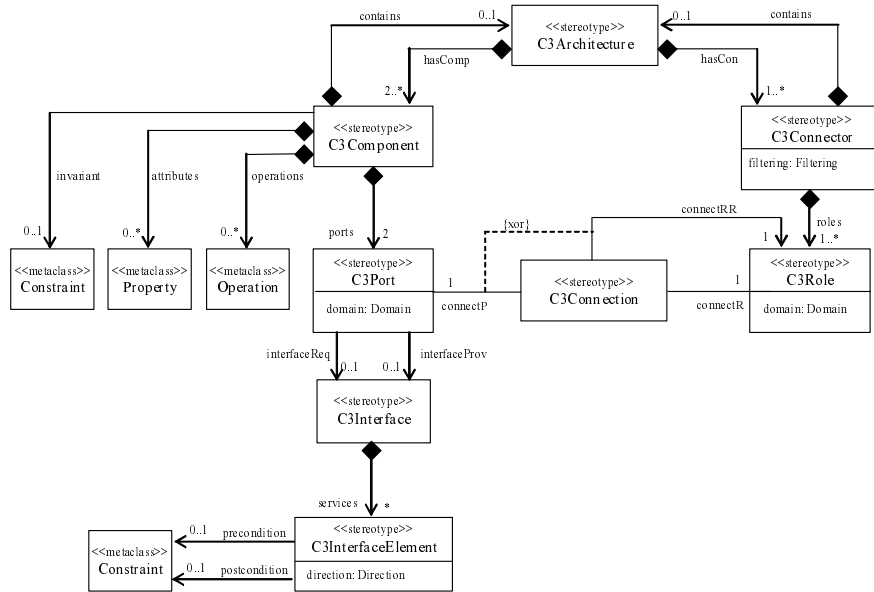 contains
0..1
<<stereotype>>
C3Architecture
0..1
contains
hasComp
hasCon
2..*
1..*
<<stereotype>>
C3Component
<<stereotype>>
C3Connector
filtering: Filtering
invariant
attributes
operations
0..1
0..*
0..*
ports
2
{xor}
connectRR
roles
1
1..*
<<metaclass>>
Constraint
<<metaclass>>
Property
<<metaclass>>
Operation
<<stereotype>>
C3Port
domain: Domain
1
connectP
<<stereotype>>
C3Connection
1
connectR
<<stereotype>>
C3Role
domain: Domain
interfaceReq
interfaceProv
0..1
0..1
<<stereotype>>
C3Interface
services
*
<<metaclass>>
Constraint
0..1
precondition
0..1
postcondition
<<stereotype>>
C3InterfaceElement
direction: Direction